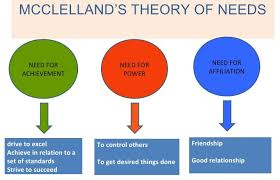 MCCLELLAND'S THEORY OF NEEDS
NEED FOR
ACHIEVEMENT
NEED FOR
POWER
NEED FOR
AFFILIATION
drive to excel
Achieve in relation to a
set of standards
Strive to succeed
To control others
To get desired things done
Friendship
Good relationship